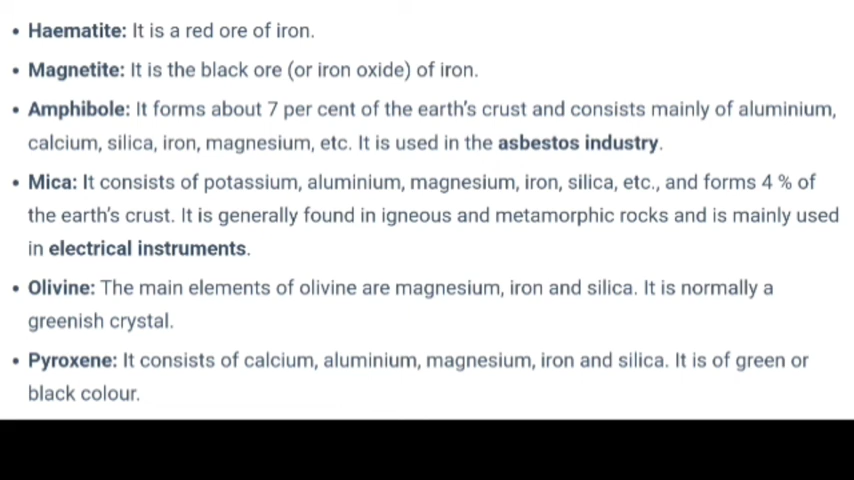 • Haematite: It is a red ore of iron.
• Magnetite: It is the black ore (or iron oxide) of iron.
• Amphibole: It forms about 7 per cent of the earth's crust and consists mainly of aluminium,
calcium, silica, iron, magnesium, etc. It is used in the asbestos industry.
• Mica: It consists of potassium, aluminium, magnesium, iron, silica, etc., and forms 4 % of
the earth's crust. It is generally found in igneous and metamorphic rocks and is mainly used
in electrical instruments.
• Olivine: The main elements of olivine are magnesium, iron and silica. It is normally a
greenish crystal.
• Pyroxene: It consists of calcium, aluminium, magnesium, iron and silica. It is of green or
black colour.